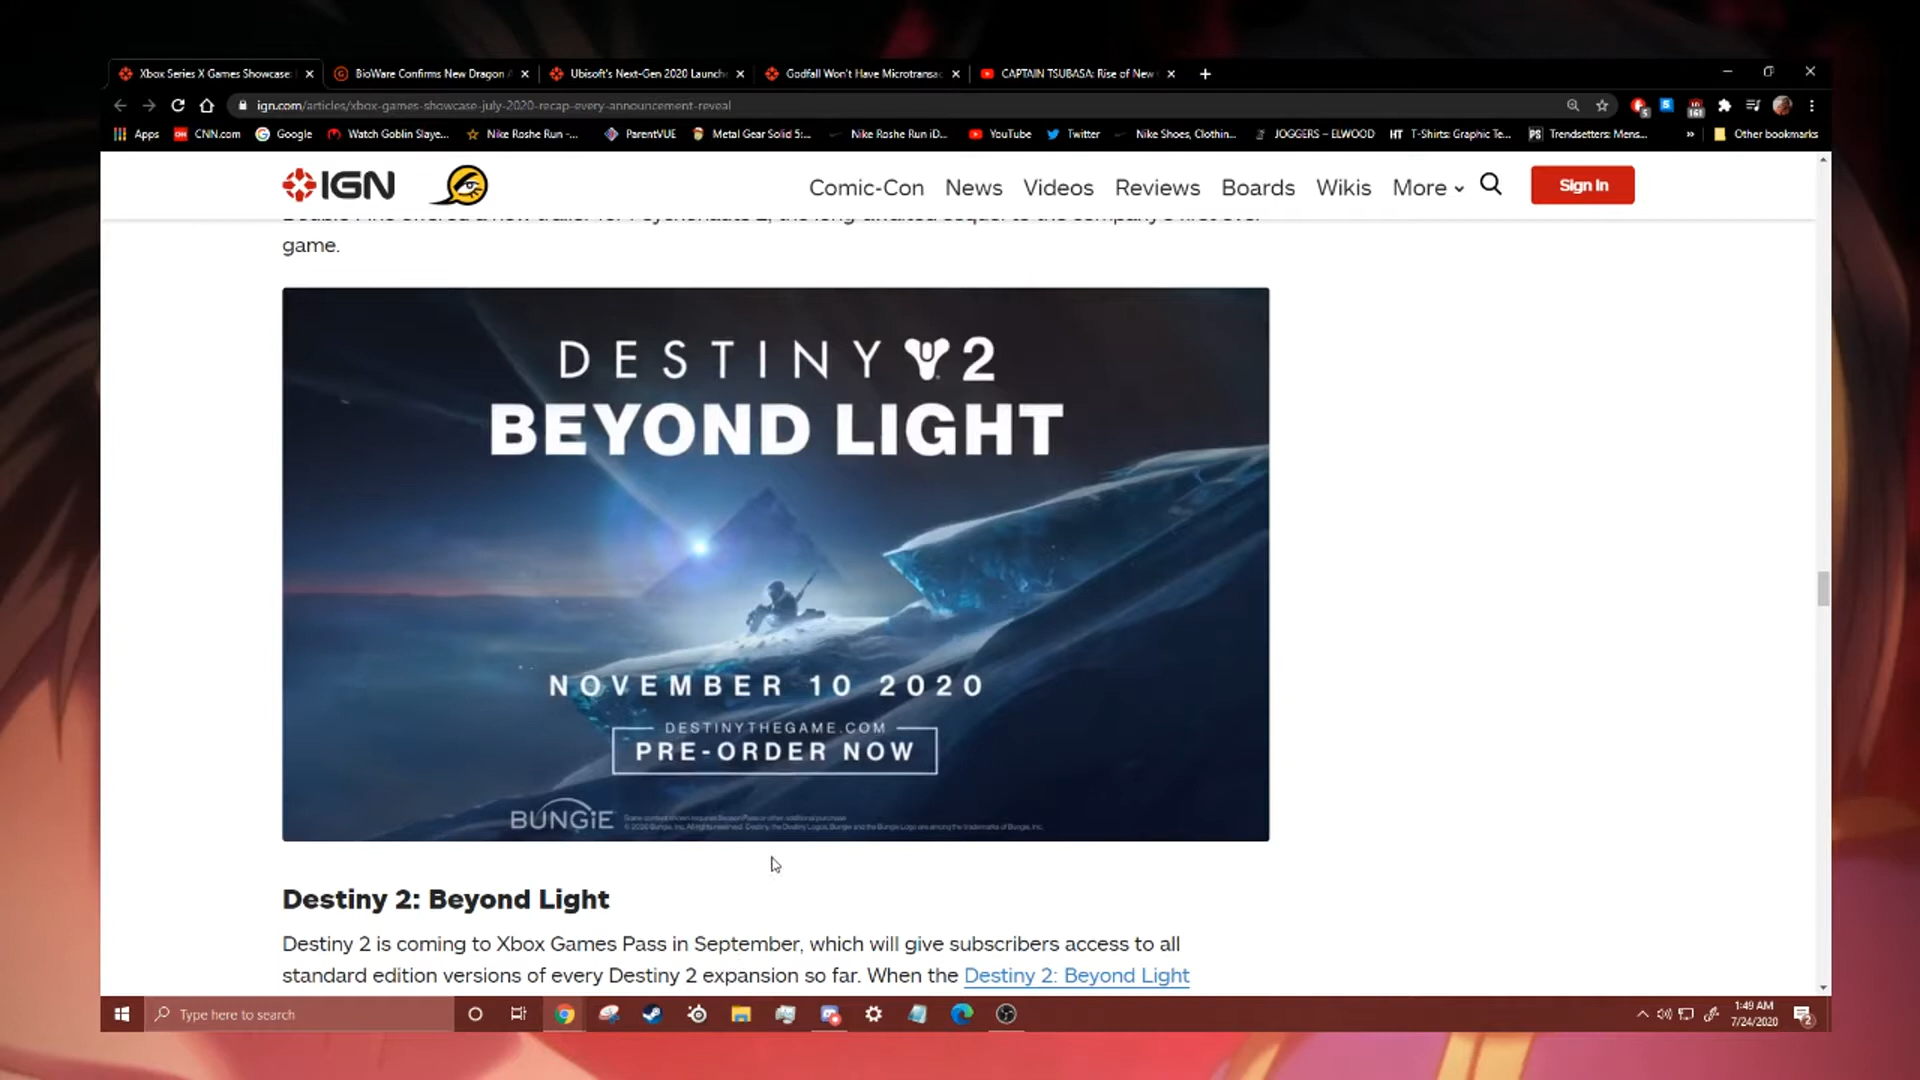 Xbox Series X Games Showcase:
BioWare Confirms New Dragon A
Ubisoft's Next-Gen 2020 Launch
Godfall Won't Have Microtransac
CAPTAIN TSUBASA: Rise of New
ign.com/articles/xbox-games-showcase-july-2020-recap-every-announcement-reveal
Apps
CNN.com
Google
Watch Goblin Slaye...
Nike Roshe Run -...
ParentVUE
Metal Gear Solid 5:...
Nike Roshe Run iD...
YouTube
Twitter
Nike Shoes, Clothin...
JOGGERS – ELWOOD
HT T-Shirts: Graphic Te...
PS Trendsetters: Mens...
»
Other bookmarks
IGN
Comic-Con News Videos Reviews Boards Wikis More
Sign In
game.
DESTINY 2
BEYOND LIGHT
NOVEMBER 10 2020
DESTINYTHEGAME.COM
PRE-ORDER NOW
BUNGiE
Destiny 2: Beyond Light
Destiny 2 is coming to Xbox Games Pass in September, which will give subscribers access to all
standard edition versions of every Destiny 2 expansion so far. When the Destiny 2: Beyond Light
Type here to search
1:49 AM
7/24/2020
2